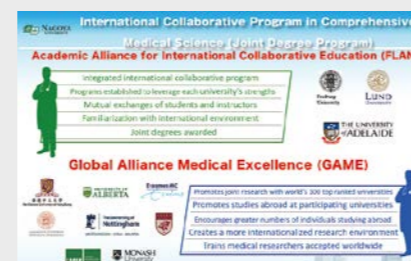 NAGOYA
UNIVERSITY
International Collaborative Program in Comprehensive
Medical Science (Joint Degree Program)
Academic Alliance for International Collaborative Education (FLAN
Integrated international collaborative program
Programs established to leverage each university's strengths
Mutual exchanges of students and instructors
Familiarization with international environment
Joint degrees awarded
Freiburg
University
LUND
THE UNIVERSITY
of ADELAIDE
Global Alliance Medical Excellence (GAME)
UNIVERSITY OF
ALBERTA
Erasmus MC
The University of
Nottingham
MONASH
University
Promotes joint research with world's 100 top ranked universities
Promotes studies abroad at participating universities
Encourages greater numbers of individuals studying abroad
Creates a more internationalized research environment
Trains medical researchers accepted worldwide